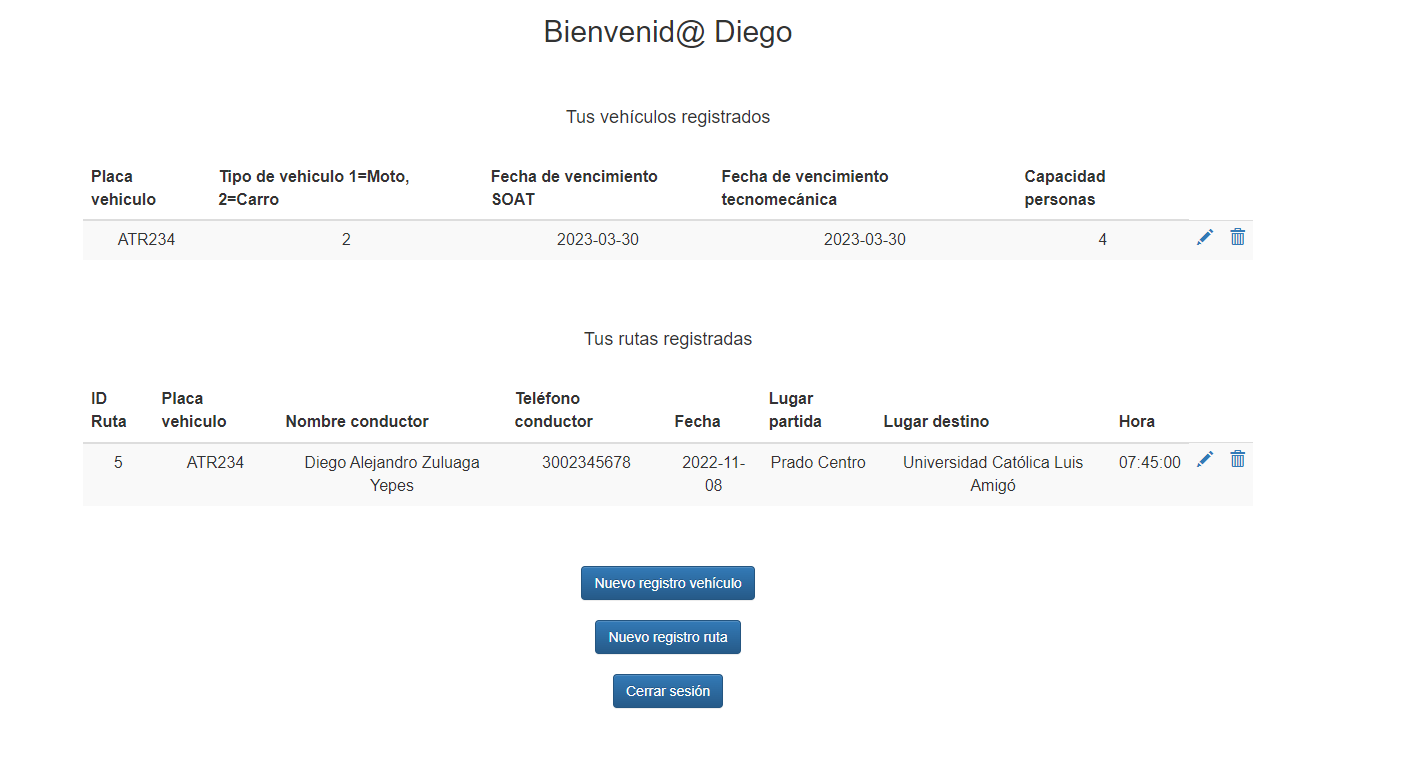 Bienvenid@ Diego
Tus vehículos registrados
Placa vehiculo Tipo de vehiculo 1=Moto, 2=Carro Fecha de vencimiento SOAT Fecha de vencimiento tecnomecánica Capacidad personas
ATR234 2 2023-03-30 2023-03-30 4
Tus rutas registradas
ID Ruta Placa vehiculo Nombre conductor Teléfono conductor Fecha Lugar partida Lugar destino Hora
5 ATR234 Diego Alejandro Zuluaga Yepes 3002345678 2022-11-08 Prado Centro Universidad Católica Luis Amigó 07:45:00
Nuevo registro vehículo
Nuevo registro ruta
Cerrar sesión